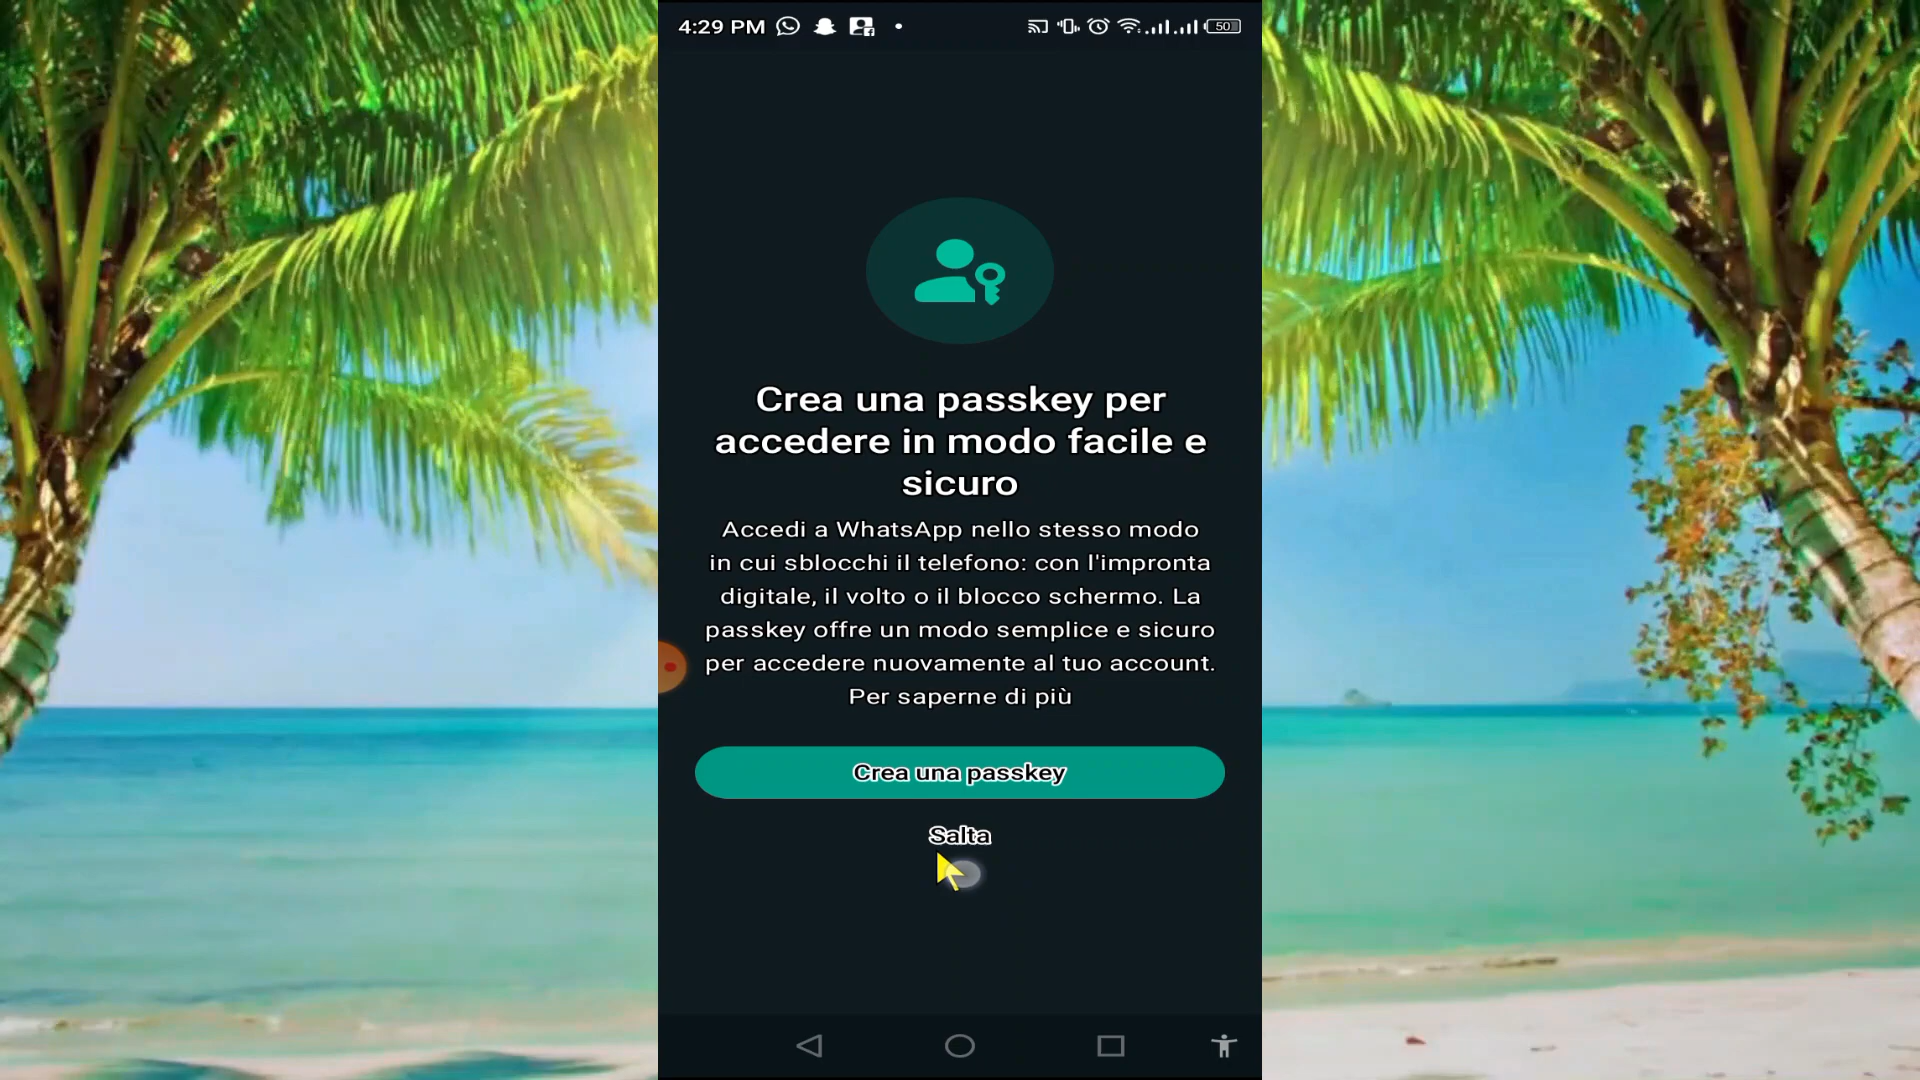 4:29 PM
50
Crea una passkey per
accedere in modo facile e
sicuro
Accedi a WhatsApp nello stesso modo
in cui sblocchi il telefono: con l'impronta
digitale, il volto o il blocco schermo. La
passkey offre un modo semplice e sicuro
per accedere nuovamente al tuo account.
Per saperne di più
Crea una passkey
Salta